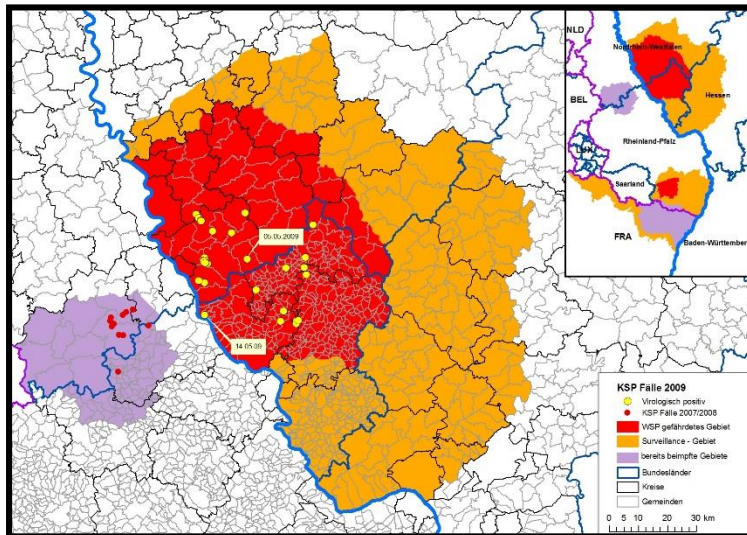 NLD
Nordrhein-Westfalen
BEL
Hessen
LUX
Rheinland-Pfalz
Saarland
FRA
Baden-Württember
05.05.2009
14.05.09
KSP Fälle 2009
Virologisch positiv
KSP Fälle 2007/2008
WSP gefährdetes Gebiet
Surveillance - Gebiet
bereits beimpfte Gebiete
Bundesländer
Kreise
Gemeinden
0 5 10 20 30 km